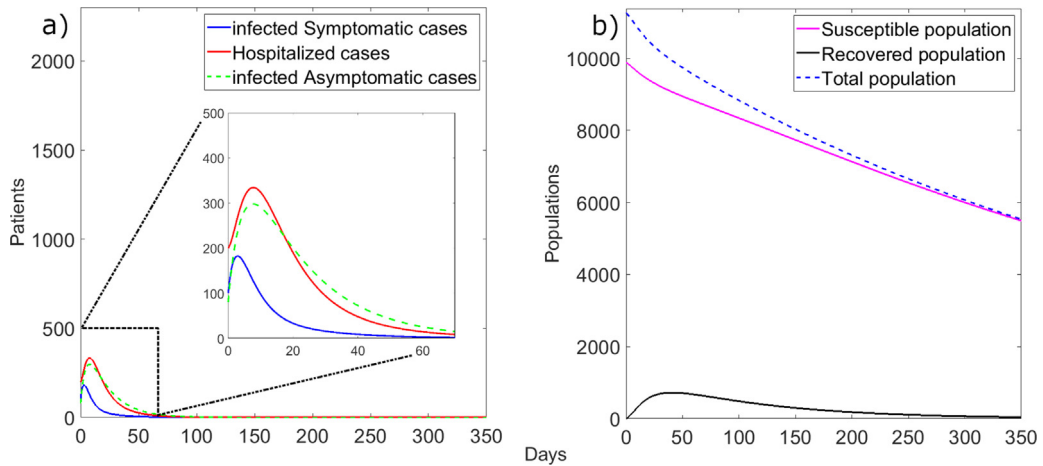 a)
infected Symptomatic cases
Hospitalized cases
infected Asymptomatic cases
Patients
2000
1500
1000
500
0
0 50 100 150 200 250 300 350
500
400
300
200
100
0
0 20 40 60
b)
Susceptible population
Recovered population
Total population
Populations
10000
8000
6000
4000
2000
0
0 50 100 150 200 250 300 350
Days